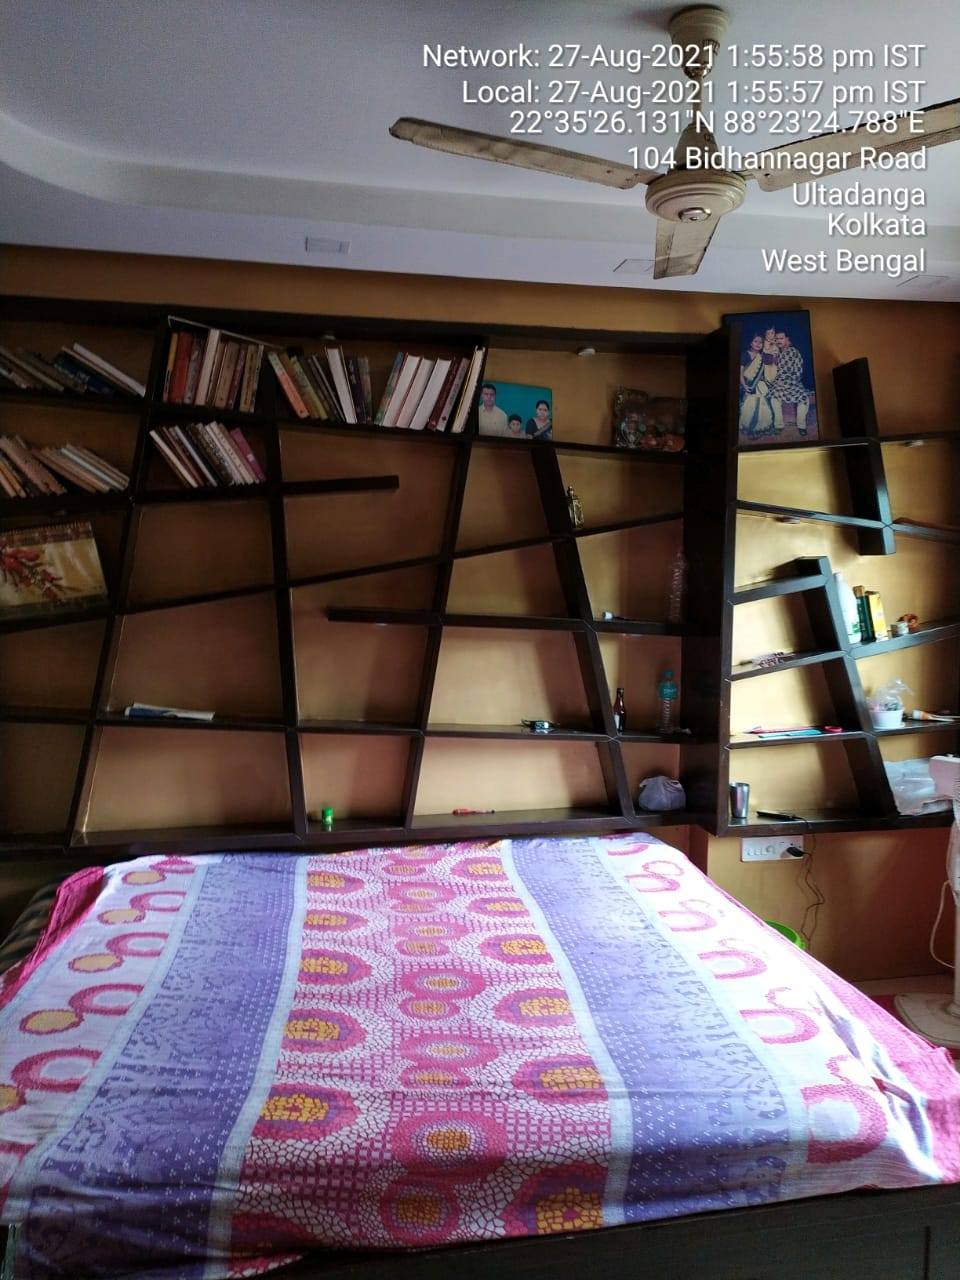 Network: 27-Aug-2021 1:55:58 pm IST
Local: 27-Aug-2021 1:55:57 pm IST
22°35'26.131"N 88°23'24.788"E
104 Bidhannagar Road
Ultadanga
Kolkata
West Bengal